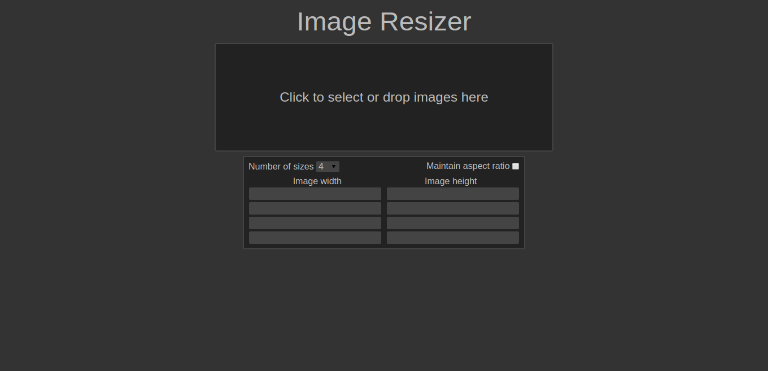 Image Resizer
Click to select or drop images here
Number of sizes 4 Maintain aspect ratio
Image width Image height